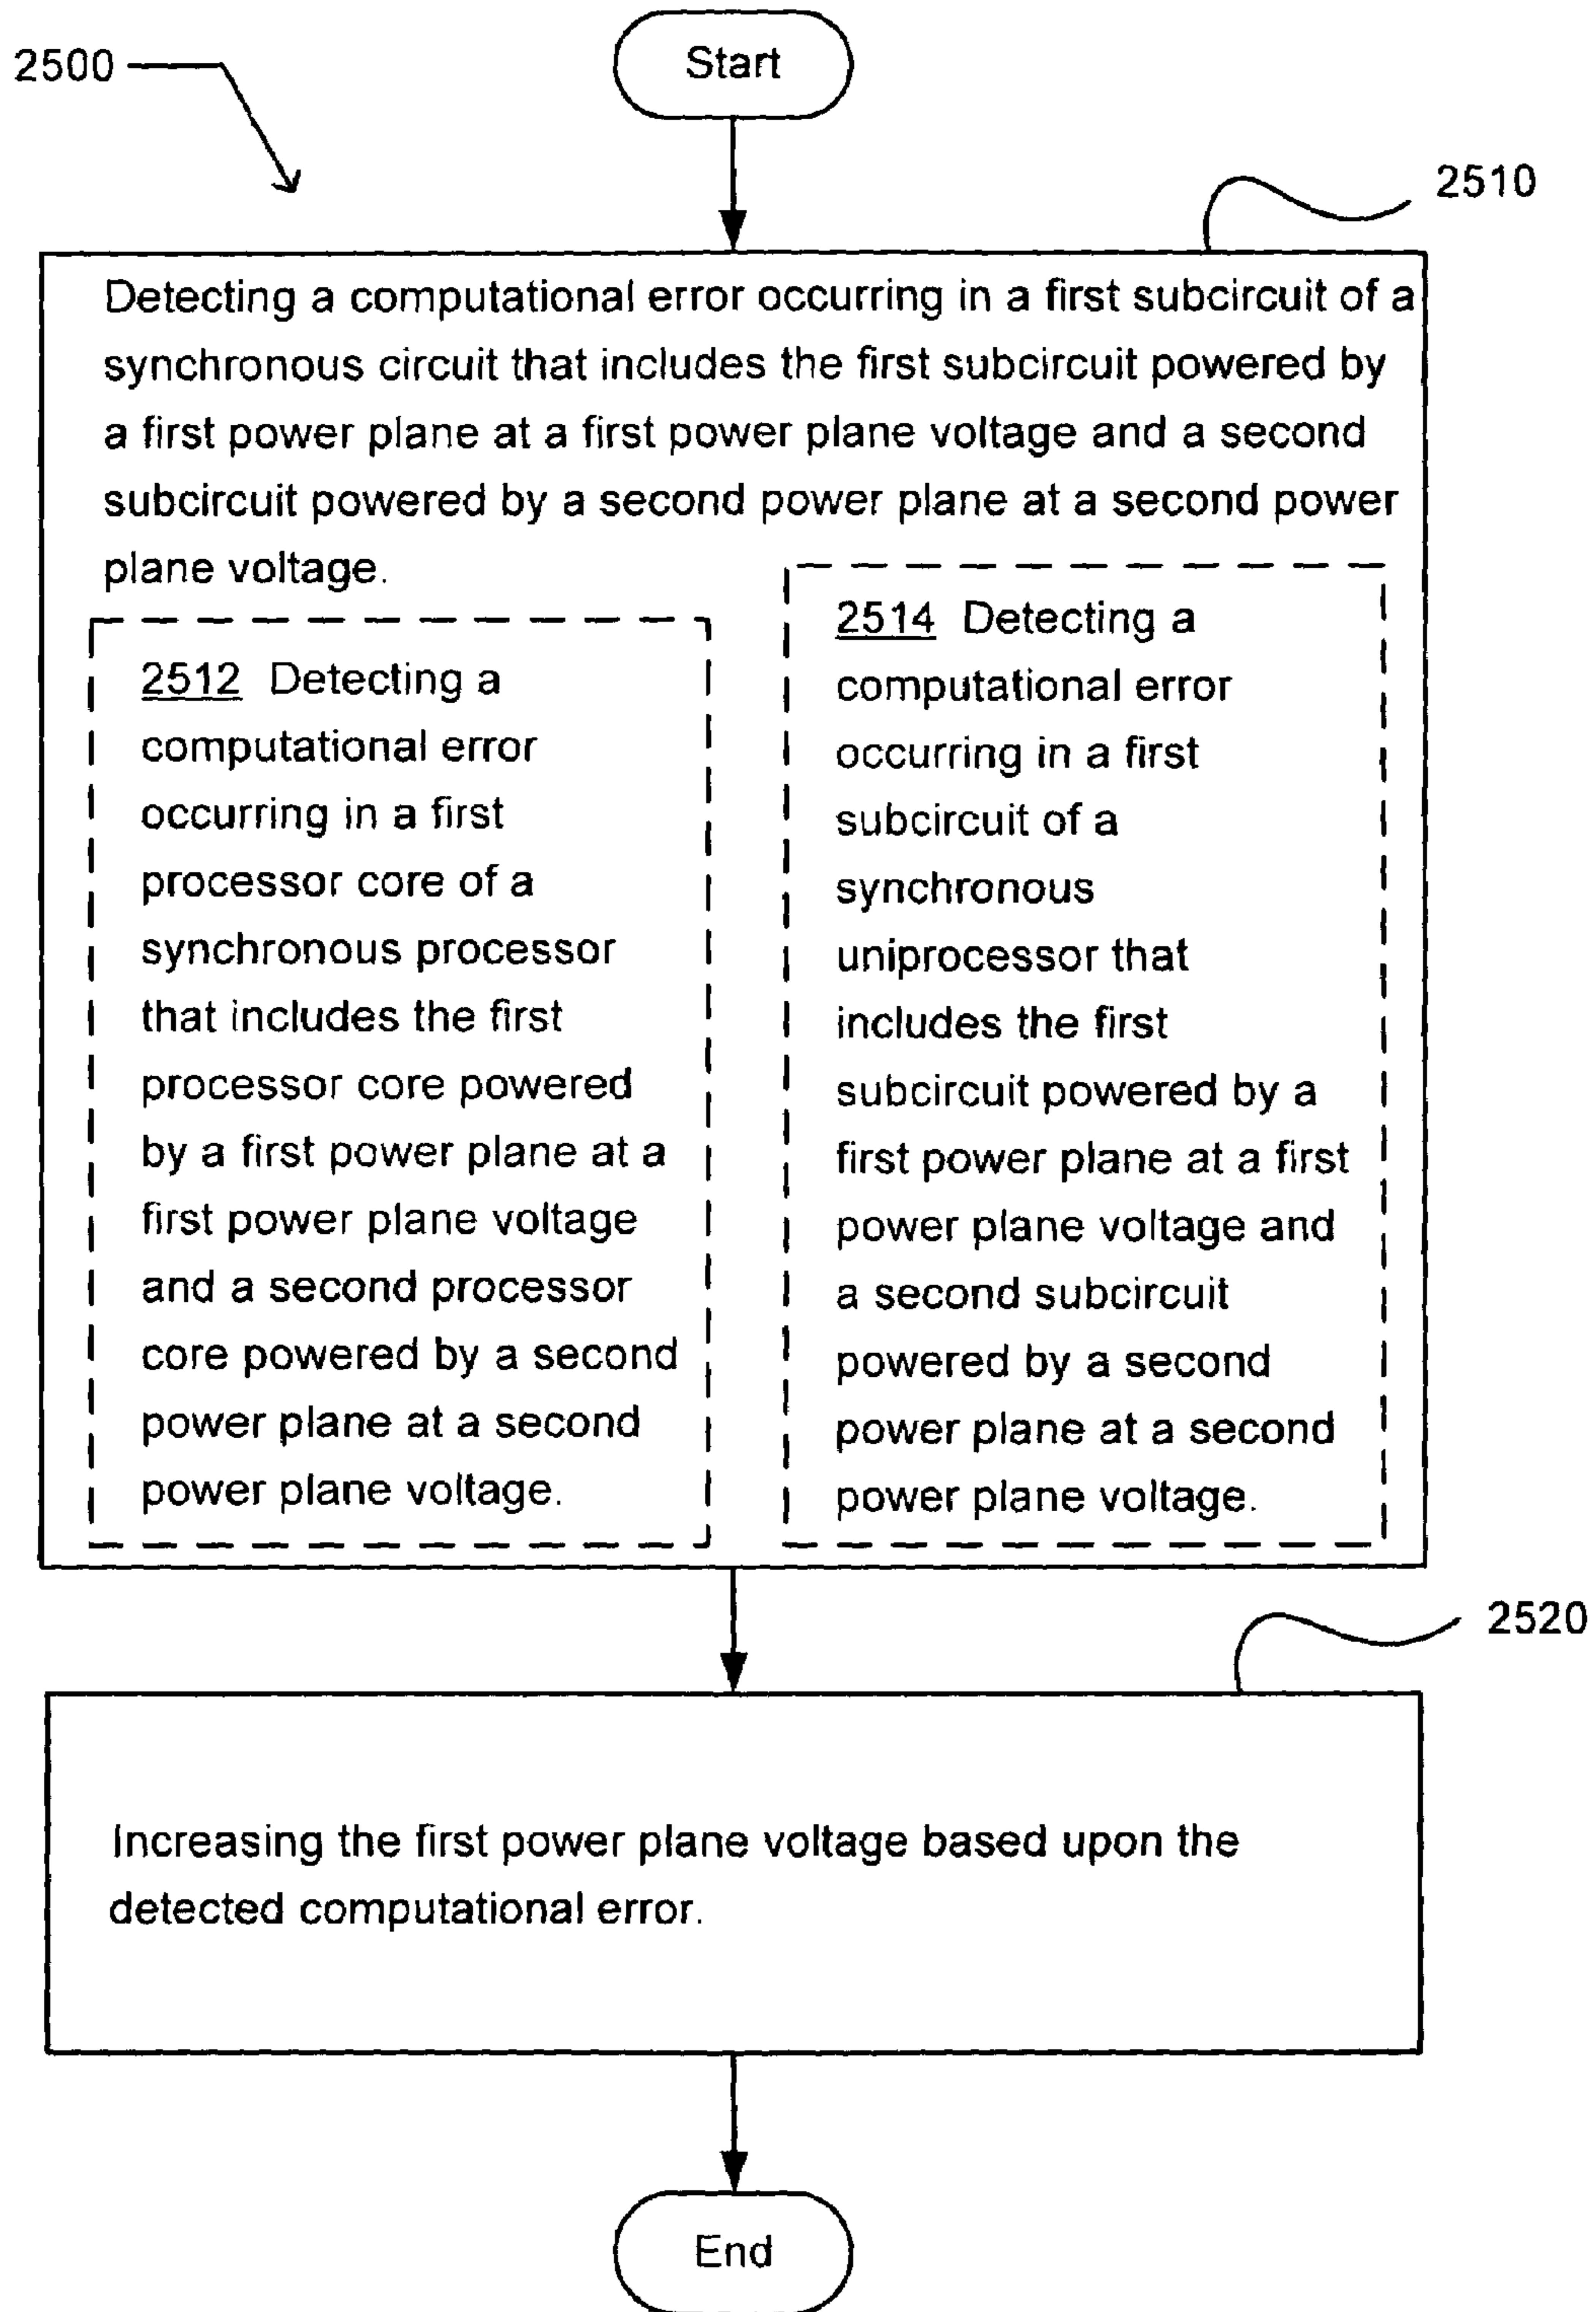 2500
Start
2510
Detecting a computational error occurring in a first subcircuit of a
synchronous circuit that includes the first subcircuit powered by
a first power plane at a first power plane voltage and a second
subcircuit powered by a second power plane at a second power
plane voltage.
2512 Detecting a
computational error
occurring in a first
processor core of a
synchronous processor
that includes the first
processor core powered
by a first power plane at a
first power plane voltage
and a second processor
core powered by a second
power plane at a second
power plane voltage.
2514 Detecting a
computational error
occurring in a first
subcircuit of a
synchronous
uniprocessor that
includes the first
subcircuit powered by a
first power plane at a first
power plane voltage and
a second subcircuit
powered by a second
power plane at a second
power plane voltage.
2520
Increasing the first power plane voltage based upon the
detected computational error.
End